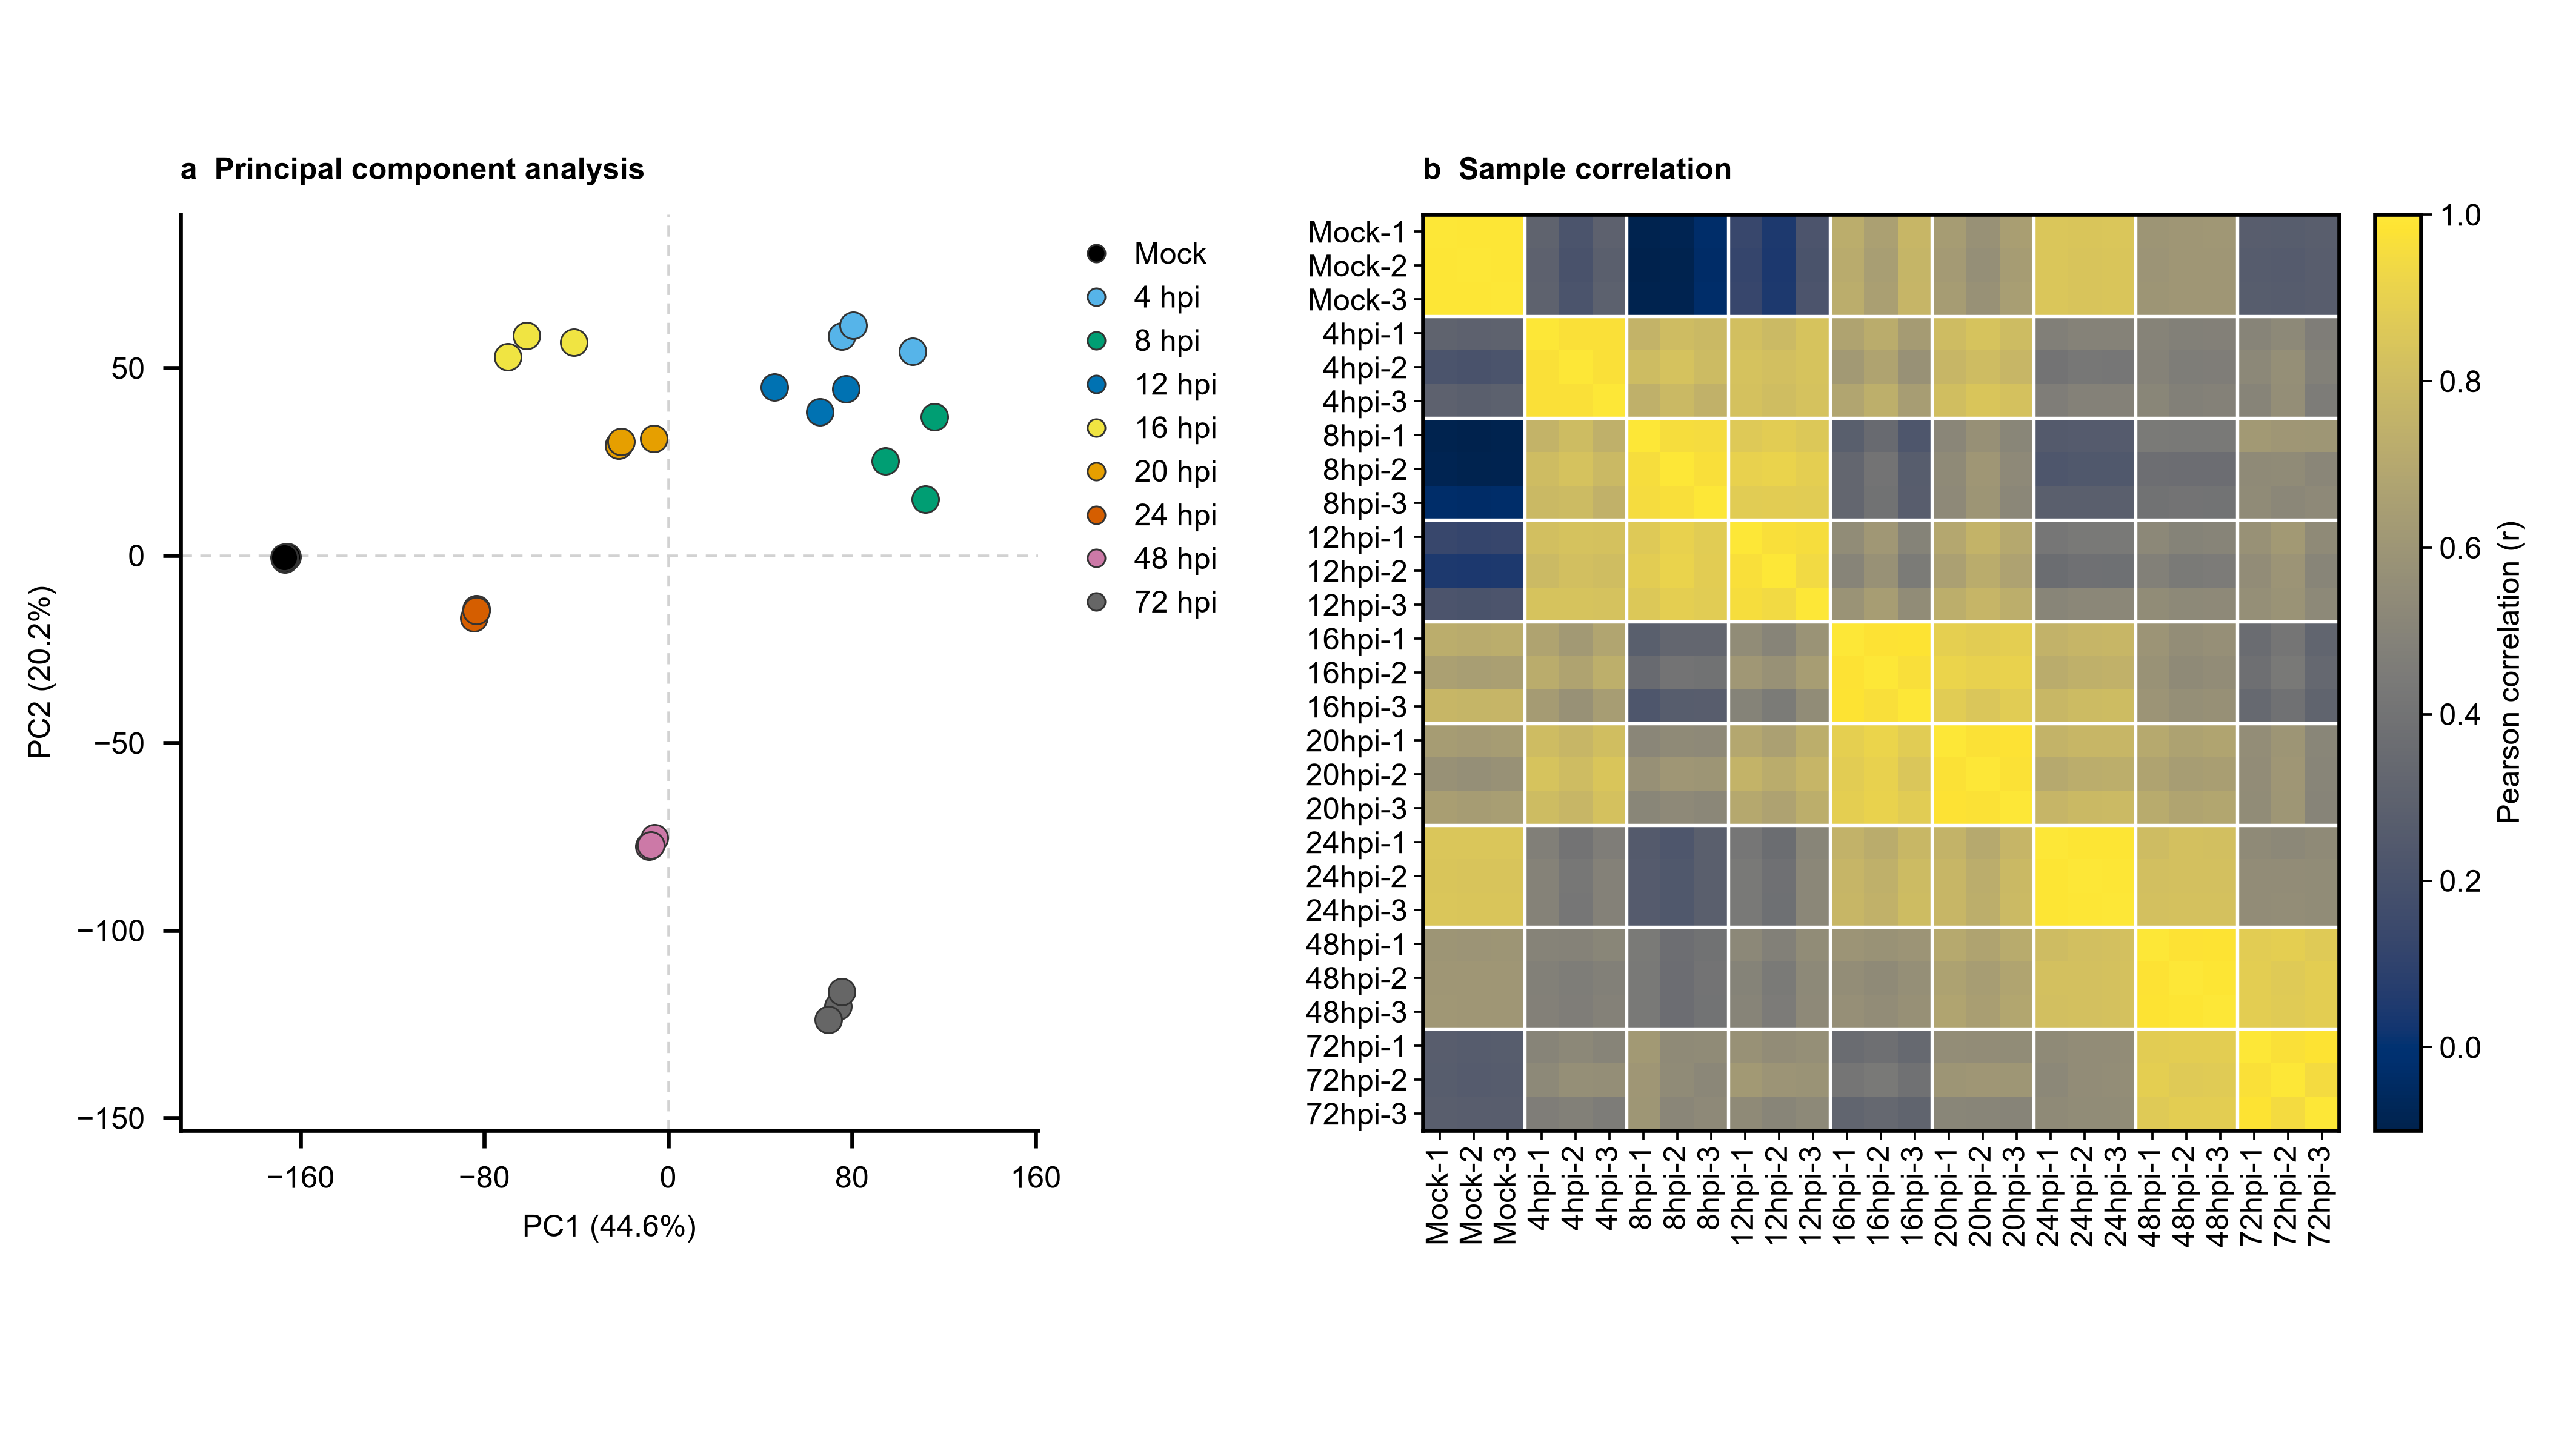 a Principal component analysis
50
0
−50
−100
−150
PC2 (20.2%)
−160
−80
0
80
160
PC1 (44.6%)
Mock
4 hpi
8 hpi
12 hpi
16 hpi
20 hpi
24 hpi
48 hpi
72 hpi
b Sample correlation
Mock-1
Mock-2
Mock-3
4hpi-1
4hpi-2
4hpi-3
8hpi-1
8hpi-2
8hpi-3
12hpi-1
12hpi-2
12hpi-3
16hpi-1
16hpi-2
16hpi-3
20hpi-1
20hpi-2
20hpi-3
24hpi-1
24hpi-2
24hpi-3
48hpi-1
48hpi-2
48hpi-3
72hpi-1
72hpi-2
72hpi-3
Mock-1
Mock-2
Mock-3
4hpi-1
4hpi-2
4hpi-3
8hpi-1
8hpi-2
8hpi-3
12hpi-1
12hpi-2
12hpi-3
16hpi-1
16hpi-2
16hpi-3
20hpi-1
20hpi-2
20hpi-3
24hpi-1
24hpi-2
24hpi-3
48hpi-1
48hpi-2
48hpi-3
72hpi-1
72hpi-2
72hpi-3
1.0
0.8
0.6
0.4
0.2
0.0
Pearson correlation (r)